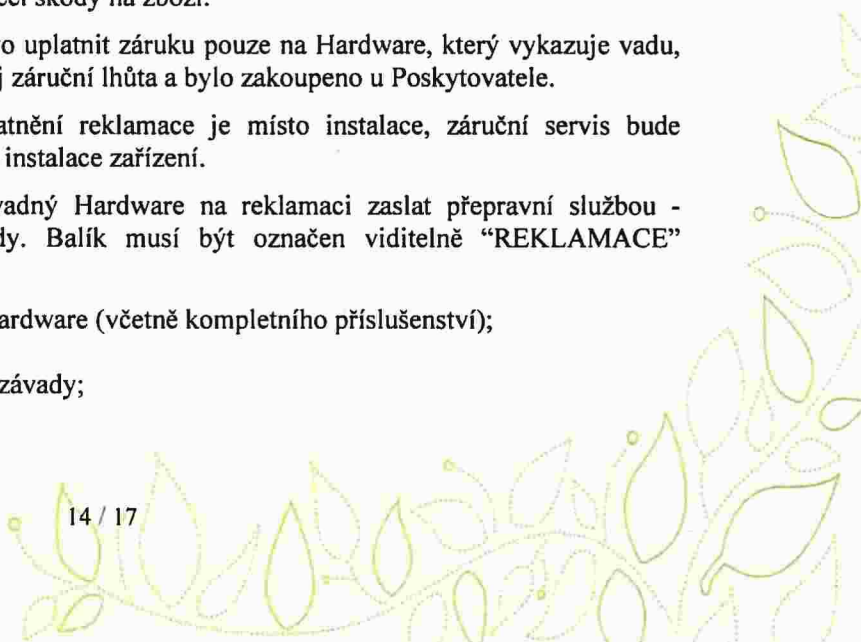 škody na zboží.
o uplatnit záruku pouze na Hardware, který vykazuje vadu,
j záruční lhůta a bylo zakoupeno u Poskytovatele.
atnění reklamace je místo instalace, záruční servis bude
instalace zařízení.
vadný Hardware na reklamaci zaslat přepravní službou -
dy. Balík musí být označen viditelně “REKLAMACE”
ardware (včetně kompletního příslušenství);
závady;
14 / 17